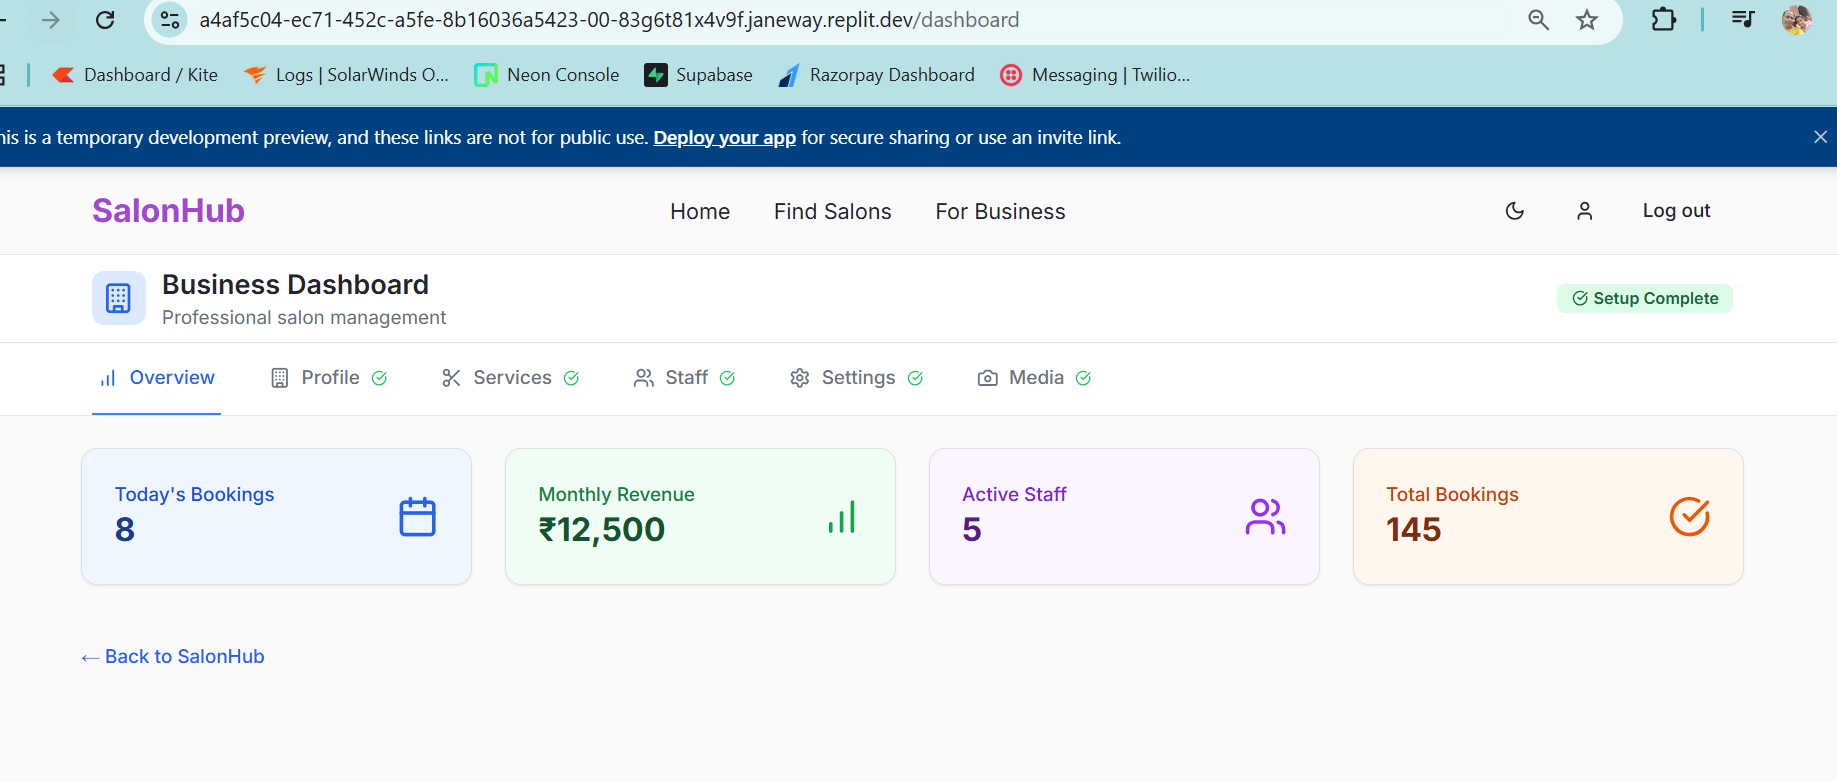 a4af5c04-ec71-452c-a5fe-8b16036a5423-00-83g6t81x4v9f.janeway.replit.dev/dashboard
Dashboard / Kite Logs | SolarWinds O... Neon Console Supabase Razorpay Dashboard Messaging | Twilio...
is a temporary development preview, and these links are not for public use. Deploy your app for secure sharing or use an invite link.
SalonHub Home Find Salons For Business Log out
Business Dashboard
Professional salon management
Setup Complete
Overview Profile Services Staff Settings Media
Today's Bookings
8
Monthly Revenue
₹12,500
Active Staff
5
Total Bookings
145
← Back to SalonHub